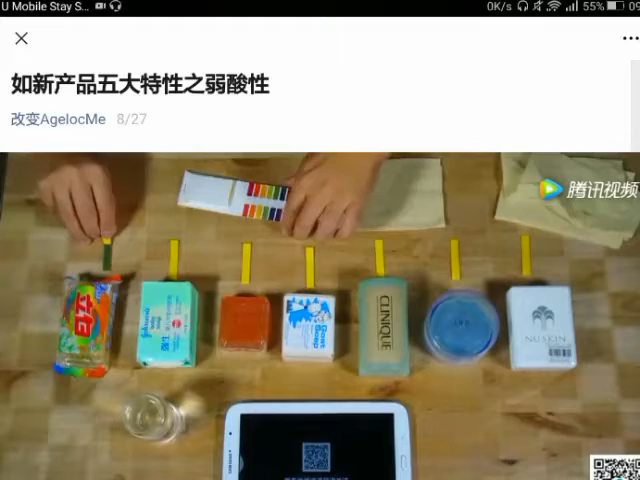 U Mobile Stay S...
0K/s
55%
09
如新产品五大特性之弱酸性
改变AgelocMe 8/27
腾讯视频
立白
Johnson's
CLINIQUE
NU SKIN
SAMSUNG